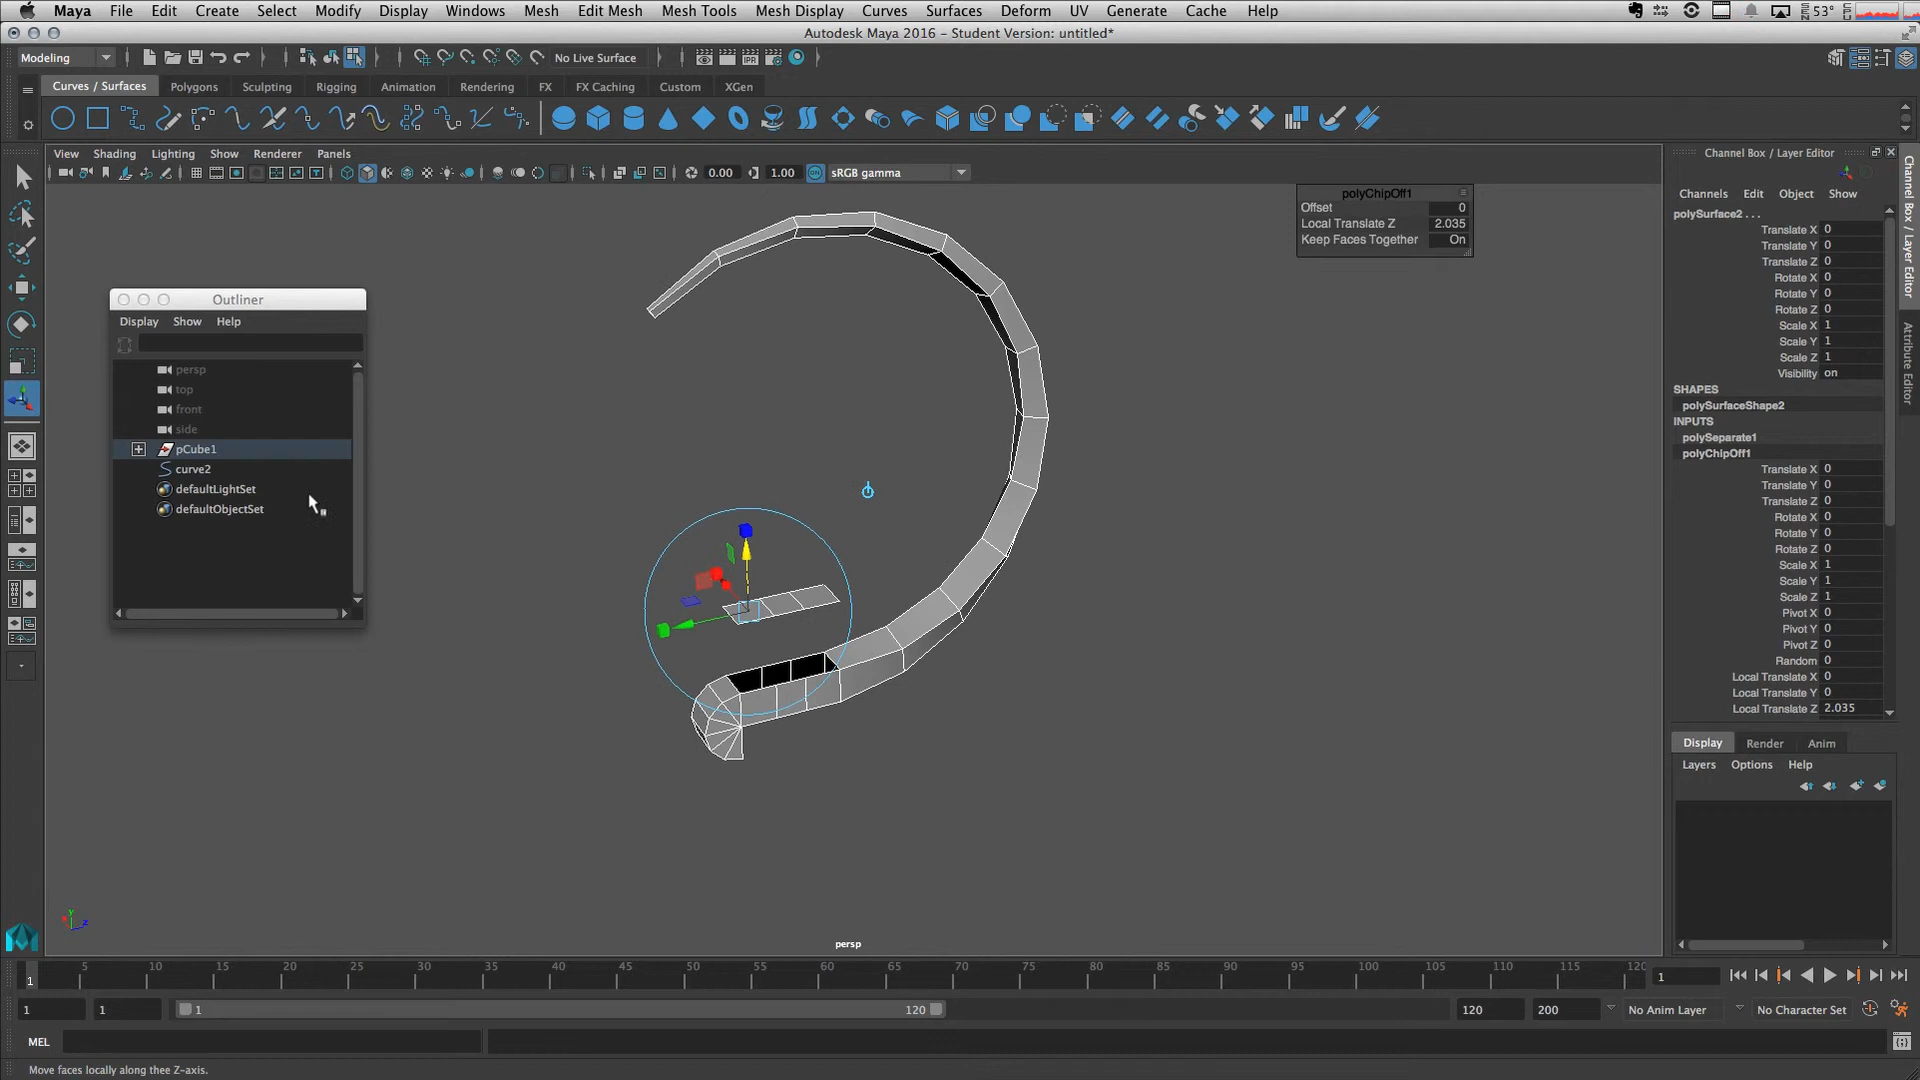 Maya File Edit Create Select Modify Display Windows Mesh Edit Mesh Mesh Tools Mesh Display Curves Surfaces Deform UV Generate Cache Help 53°
Autodesk Maya 2016 - Student Version: untitled*
Modeling No Live Surface
Curves / Surfaces Polygons Sculpting Rigging Animation Rendering FX FX Caching Custom XGen
View Shading Lighting Show Renderer Panels
0.00 1.00 sRGB gamma
polyChipOff1
Offset 0
Local Translate Z 2.035
Keep Faces Together On
Outliner
Display Show Help
persp
top
front
side
pCube1
curve2
defaultLightSet
defaultObjectSet
persp
Channel Box / Layer Editor
Channels Edit Object Show
polySurface2 . . .
Translate X 0
Translate Y 0
Translate Z 0
Rotate X 0
Rotate Y 0
Rotate Z 0
Scale X 1
Scale Y 1
Scale Z 1
Visibility on
SHAPES
polySurfaceShape2
INPUTS
polySeparate1
polyChipOff1
Translate X 0
Translate Y 0
Translate Z 0
Rotate X 0
Rotate Y 0
Rotate Z 0
Scale X 1
Scale Y 1
Scale Z 1
Pivot X 0
Pivot Y 0
Pivot Z 0
Random 0
Local Translate X 0
Local Translate Y 0
Local Translate Z 2.035
Display Render Anim
Layers Options Help
Channel Box / Layer Editor
Attribute Editor
5 10 15 20 25 30 35 40 45 50 55 60 65 70 75 80 85 90 95 100 105 110 115 120
1 1
1 1 1 120 120 200 No Anim Layer No Character Set
MEL
Move faces locally along thee Z-axis.